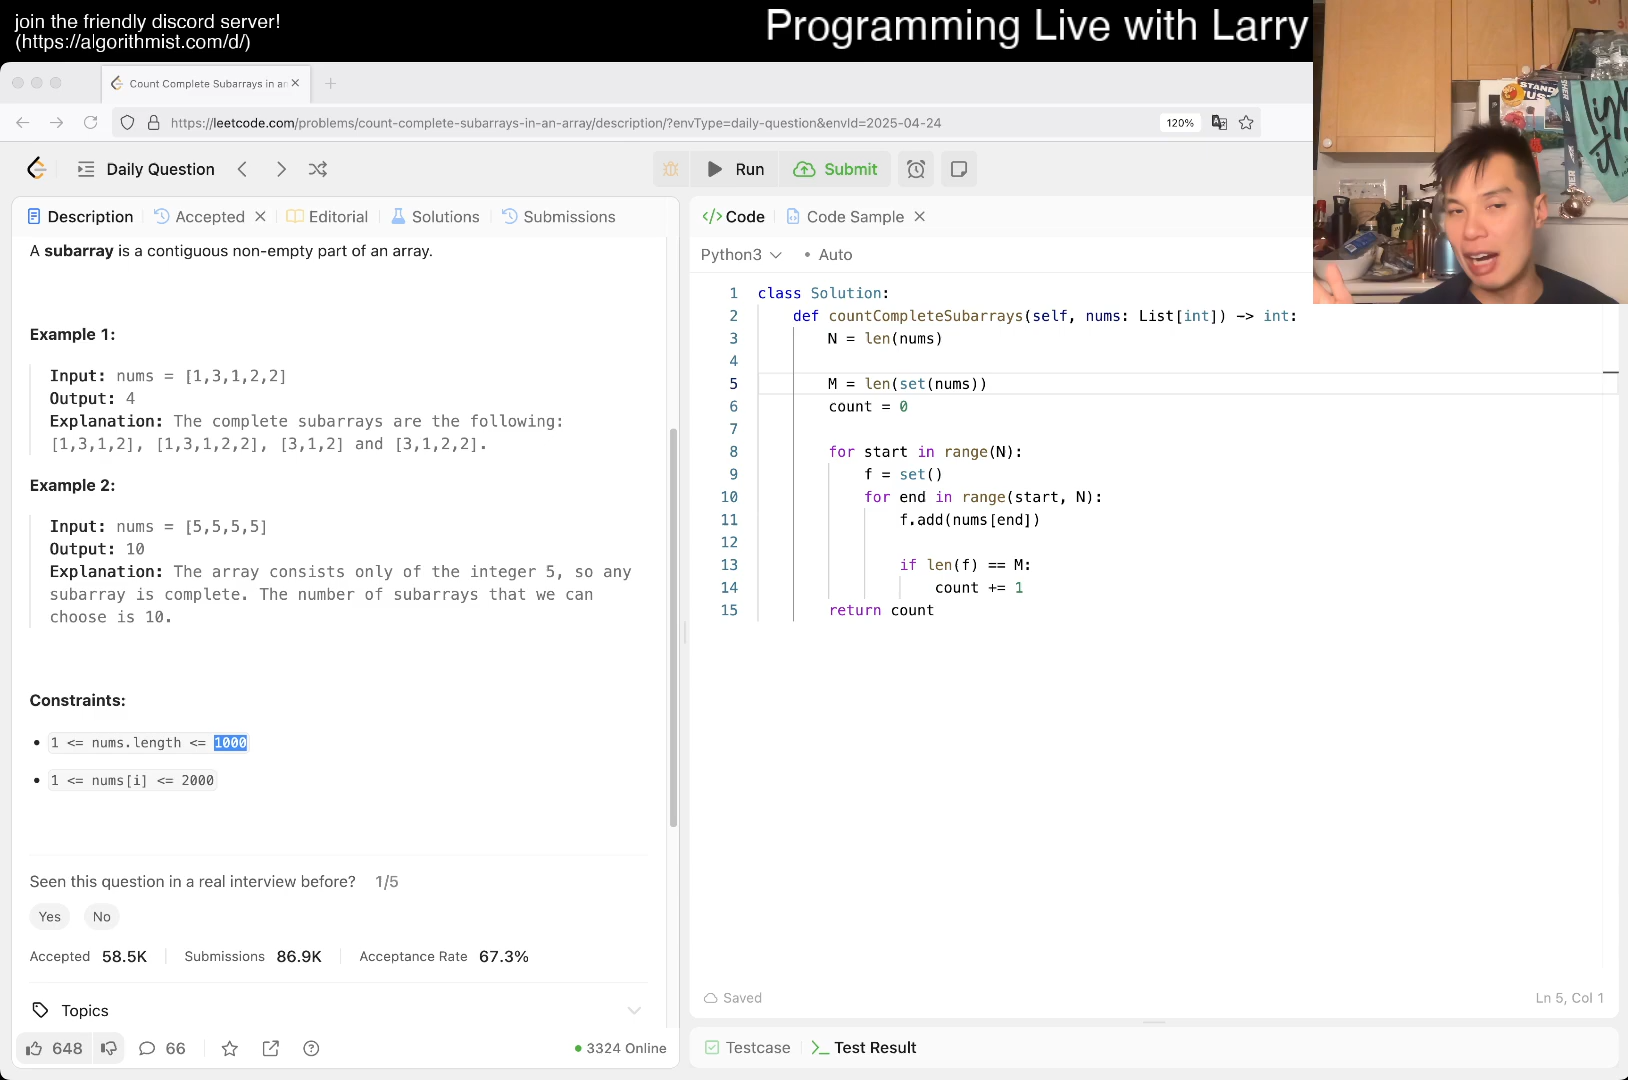 join the friendly discord server!
(https://algorithmist.com/d/)
Programming Live with Larry
Count Complete Subarrays in a
https://leetcode.com/problems/count-complete-subarrays-in-an-array/description/?envType=daily-question&envId=2025-04-24
120%
Daily Question
Run
Submit
Description
Accepted
Editorial
Solutions
Submissions
A subarray is a contiguous non-empty part of an array.
Example 1:
Input: nums = [1,3,1,2,2]
Output: 4
Explanation: The complete subarrays are the following:
[1,3,1,2], [1,3,1,2,2], [3,1,2] and [3,1,2,2].
Example 2:
Input: nums = [5,5,5,5]
Output: 10
Explanation: The array consists only of the integer 5, so any
subarray is complete. The number of subarrays that we can
choose is 10.
Constraints:
• 1 <= nums.length <= 1000
• 1 <= nums[i] <= 2000
Seen this question in a real interview before? 1/5
Yes No
Accepted 58.5K Submissions 86.9K Acceptance Rate 67.3%
Topics
648 66
• 3324 Online
</> Code
Code Sample
Python3 • Auto
1 class Solution:
2 def countCompleteSubarrays(self, nums: List[int]) -> int:
3 N = len(nums)
4
5 M = len(set(nums))
6 count = 0
7
8 for start in range(N):
9 f = set()
10 for end in range(start, N):
11 f.add(nums[end])
12
13 if len(f) == M:
14 count += 1
15 return count
Saved
Ln 5, Col 1
Testcase
Test Result
STAND
US